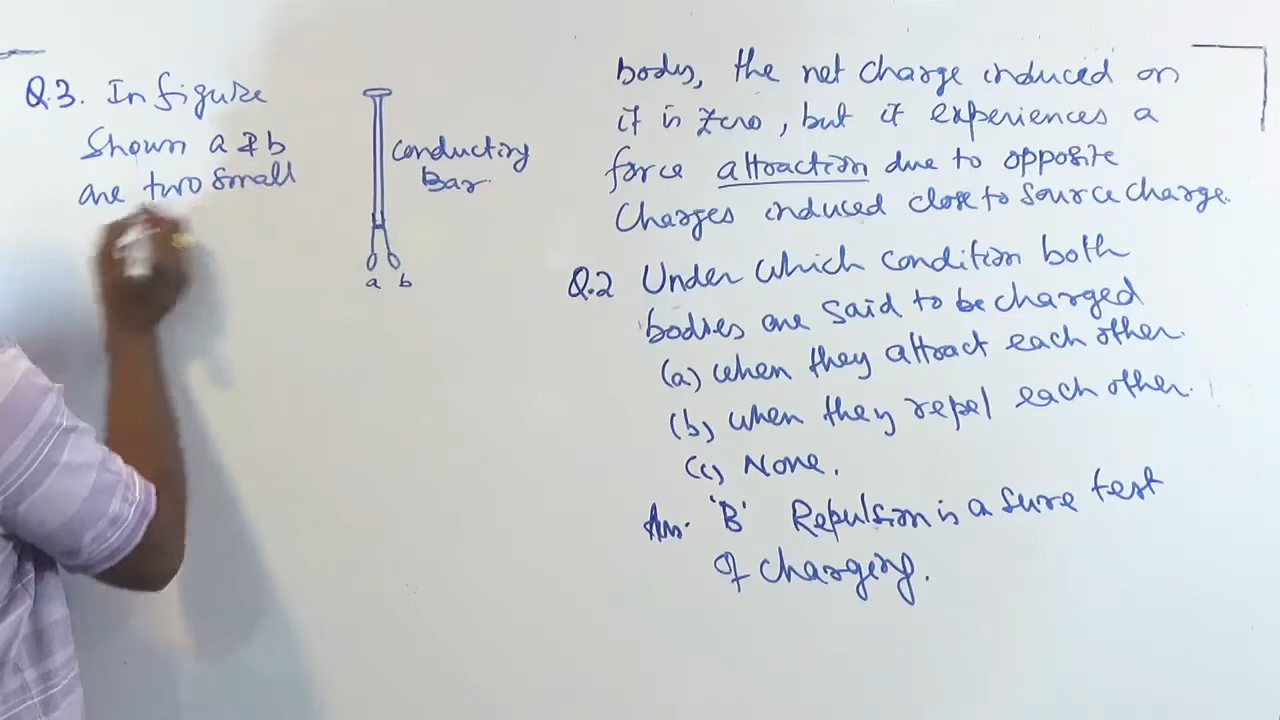 Q.3. In figure
Shown a & b
are two small
conducting
Bar
a b
body, the net charge induced on
it is zero, but it experiences a
force attraction due to opposite
Charges induced close to source charge.
Q.2 Under which condition both
bodies are said to be charged
(a) when they attract each other.
(b) when they repel each other.
(c) None.
Ans. 'B' Repulsion is a sure test
of charging.